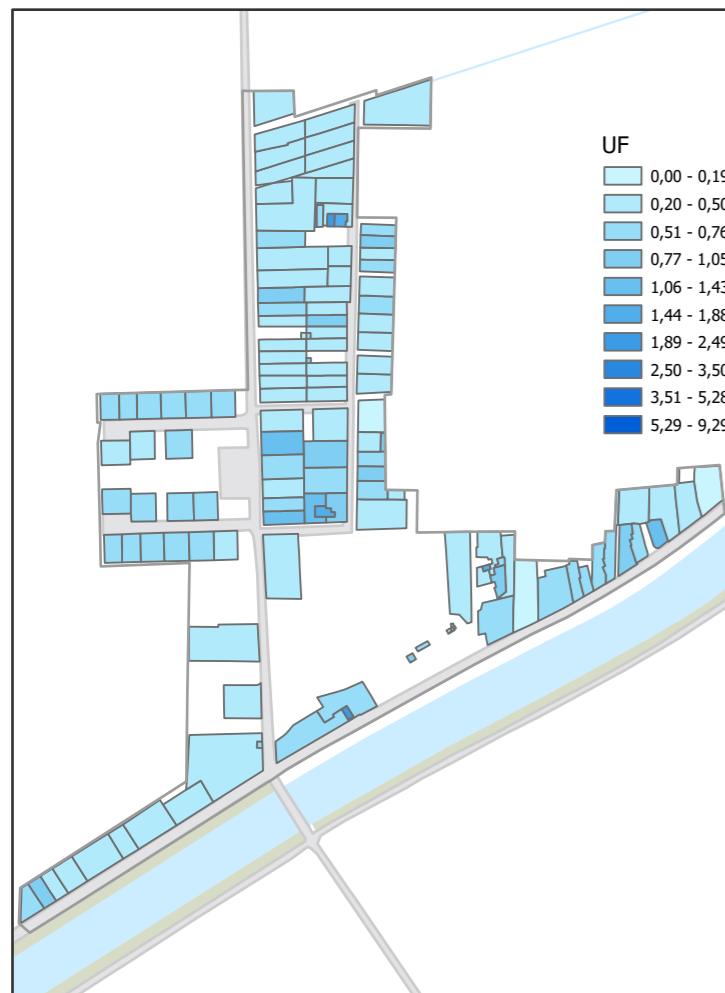 UF
0,00 - 0,19
0,20 - 0,50
0,51 - 0,76
0,77 - 1,05
1,06 - 1,43
1,44 - 1,88
1,89 - 2,49
2,50 - 3,50
3,51 - 5,28
5,29 - 9,29